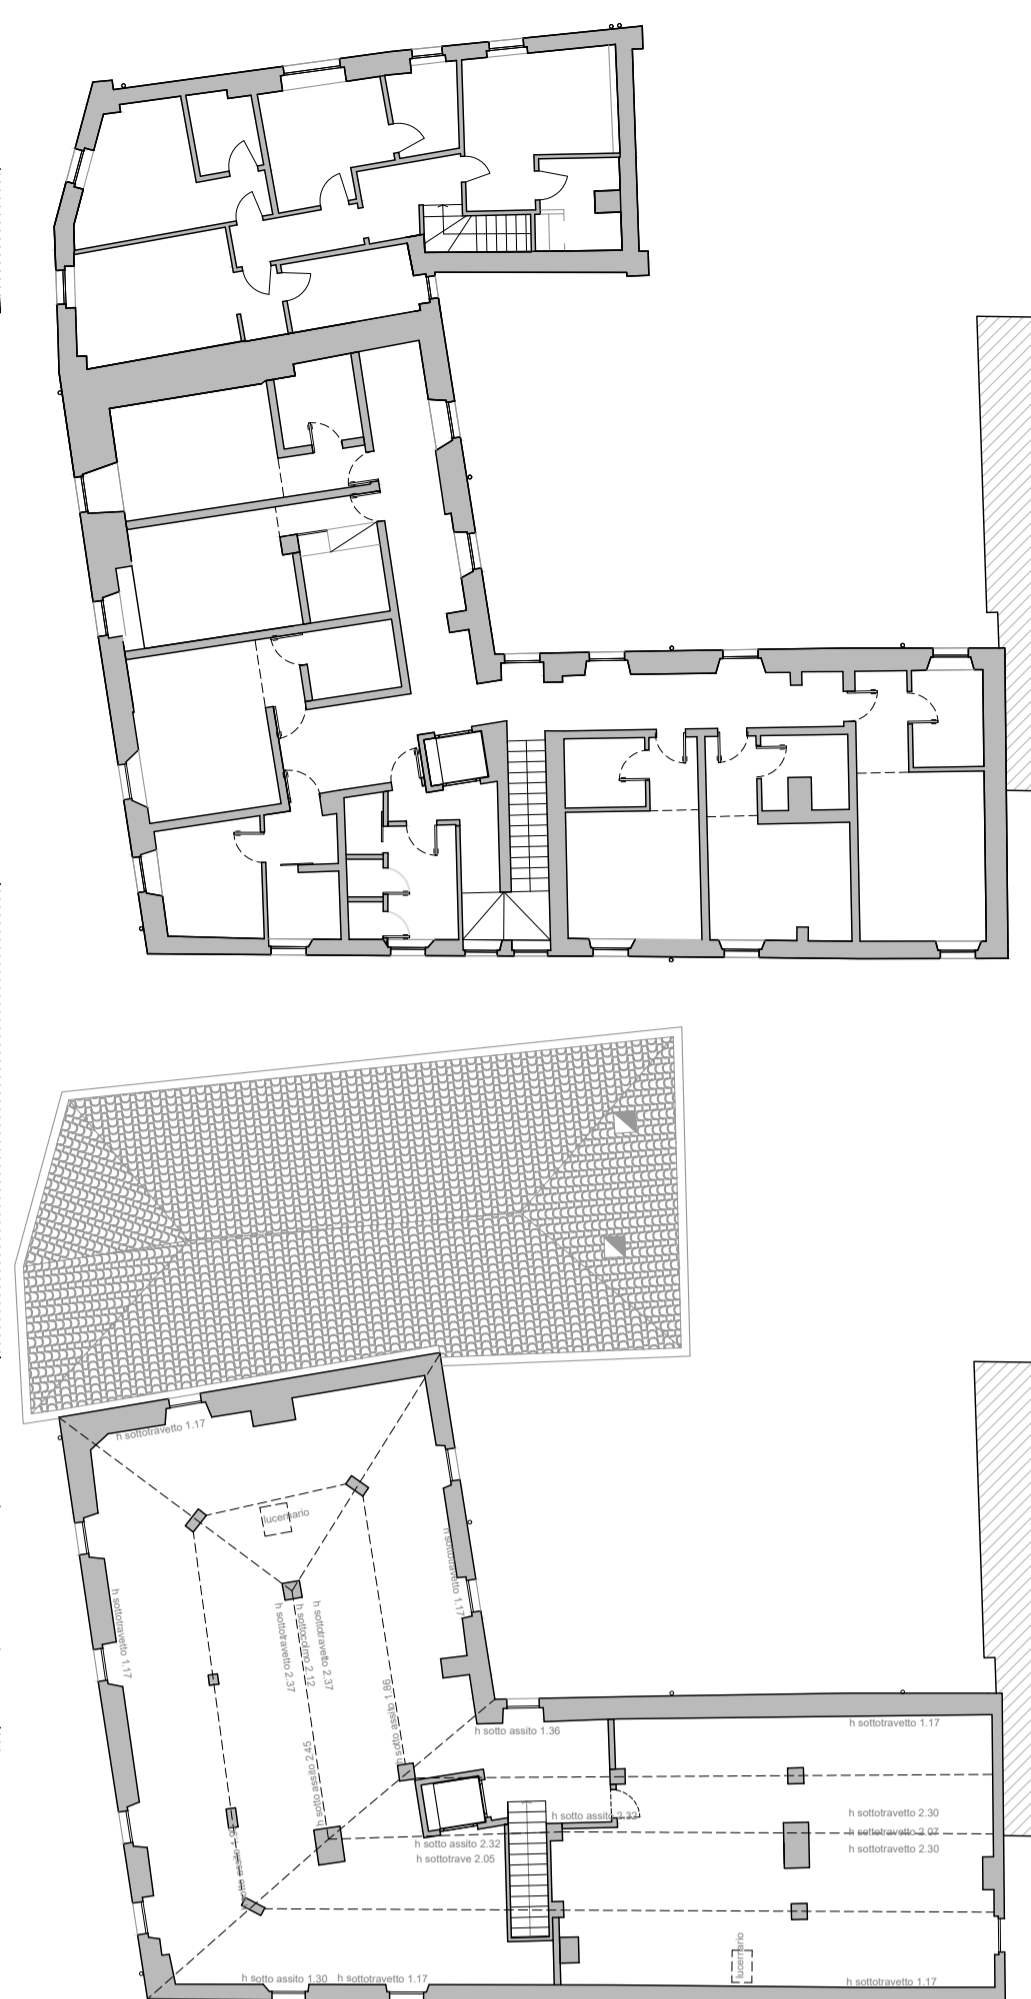 h sottotravetto 1.17
lucernario
h sottotravetto 1.17
h sottotravetto 1.17
h sottotravetto 2.37
h sottocolmo 2.12
h sottotravetto 2.37
h sotto assito 1.86
h sotto assito 2.45
h sotto assito 1.36
h sottotravetto 1.17
h sotto assito 2.32
h sottotrave 2.05
h sotto assito
h sottotravetto 2.30
h sottotravetto 2.07
h sottotravetto 2.30
sotto assito
lucernario
h sotto assito 1.30
h sottotravetto 1.17
h sottotravetto 1.17